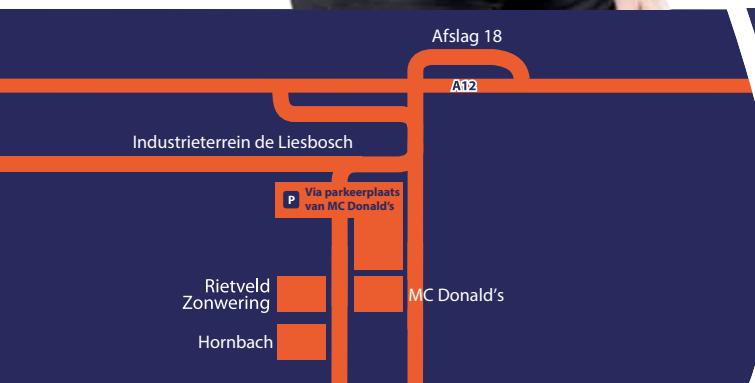 Afslag 18
A12
Industrieterrein de Liesbosch
P
Via parkeerplaats
van MC Donald's
Rietveld
Zonwering
MC Donald's
Hornbach